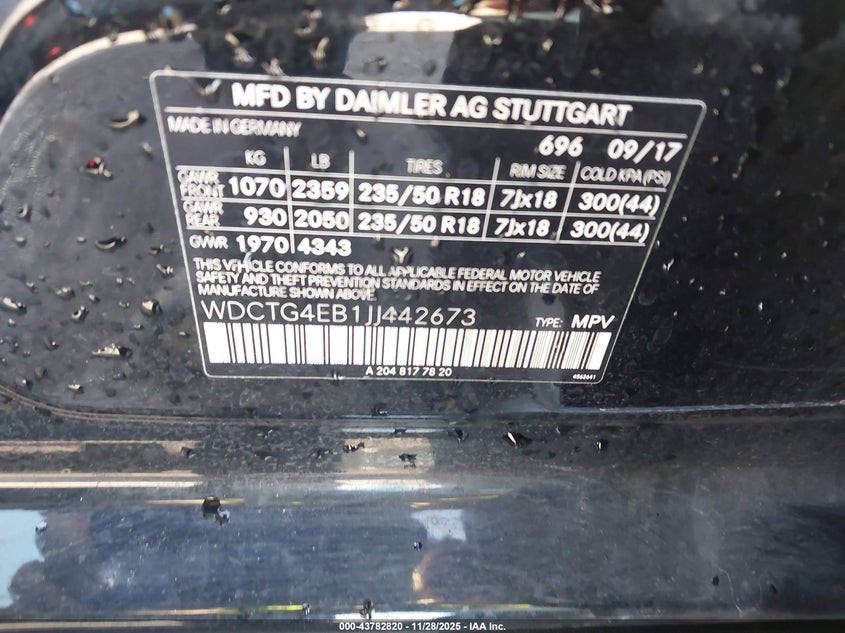 MFD BY DAIMLER AG STUTTGART
MADE IN GERMANY 696 09/17
KG LB TIRES RIM SIZE COLD KPA (PSI)
GAWR FRONT 1070 2359 235/50 R18 7Jx18 300(44)
GAWR REAR 930 2050 235/50 R18 7Jx18 300(44)
GVWR 1970 4343
THIS VEHICLE CONFORMS TO ALL APPLICABLE FEDERAL MOTOR VEHICLE
SAFETY AND THEFT PREVENTION STANDARDS IN EFFECT ON THE DATE OF
MANUFACTURE SHOWN ABOVE.
WDCTG4EB1JJ442673 TYPE: MPV
A 204 817 78 20 4562641
000-43782820 - 11/28/2025 - IAA Inc.